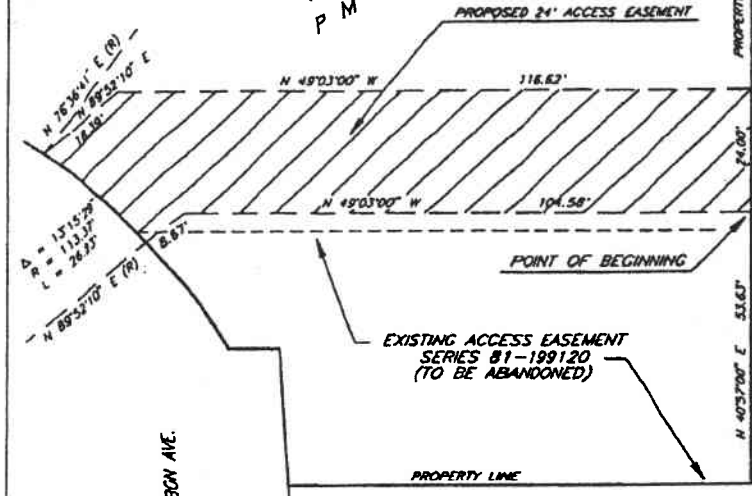 P M
PROPOSED 24' ACCESS EASEMENT
N 76°36'41" E (R)
N 89°52'10" E
18.39'
N 49°03'00" W 116.62'
24.00'
N 49°03'00" W 104.58'
8.67'
Δ = 13°15'29"
R = 113.37'
L = 26.23'
N 89°52'10" E (R)
POINT OF BEGINNING
N 40°57'00" E 53.63'
EXISTING ACCESS EASEMENT
SERIES 81-199120
(TO BE ABANDONED)
AVE.
PROPERTY LINE